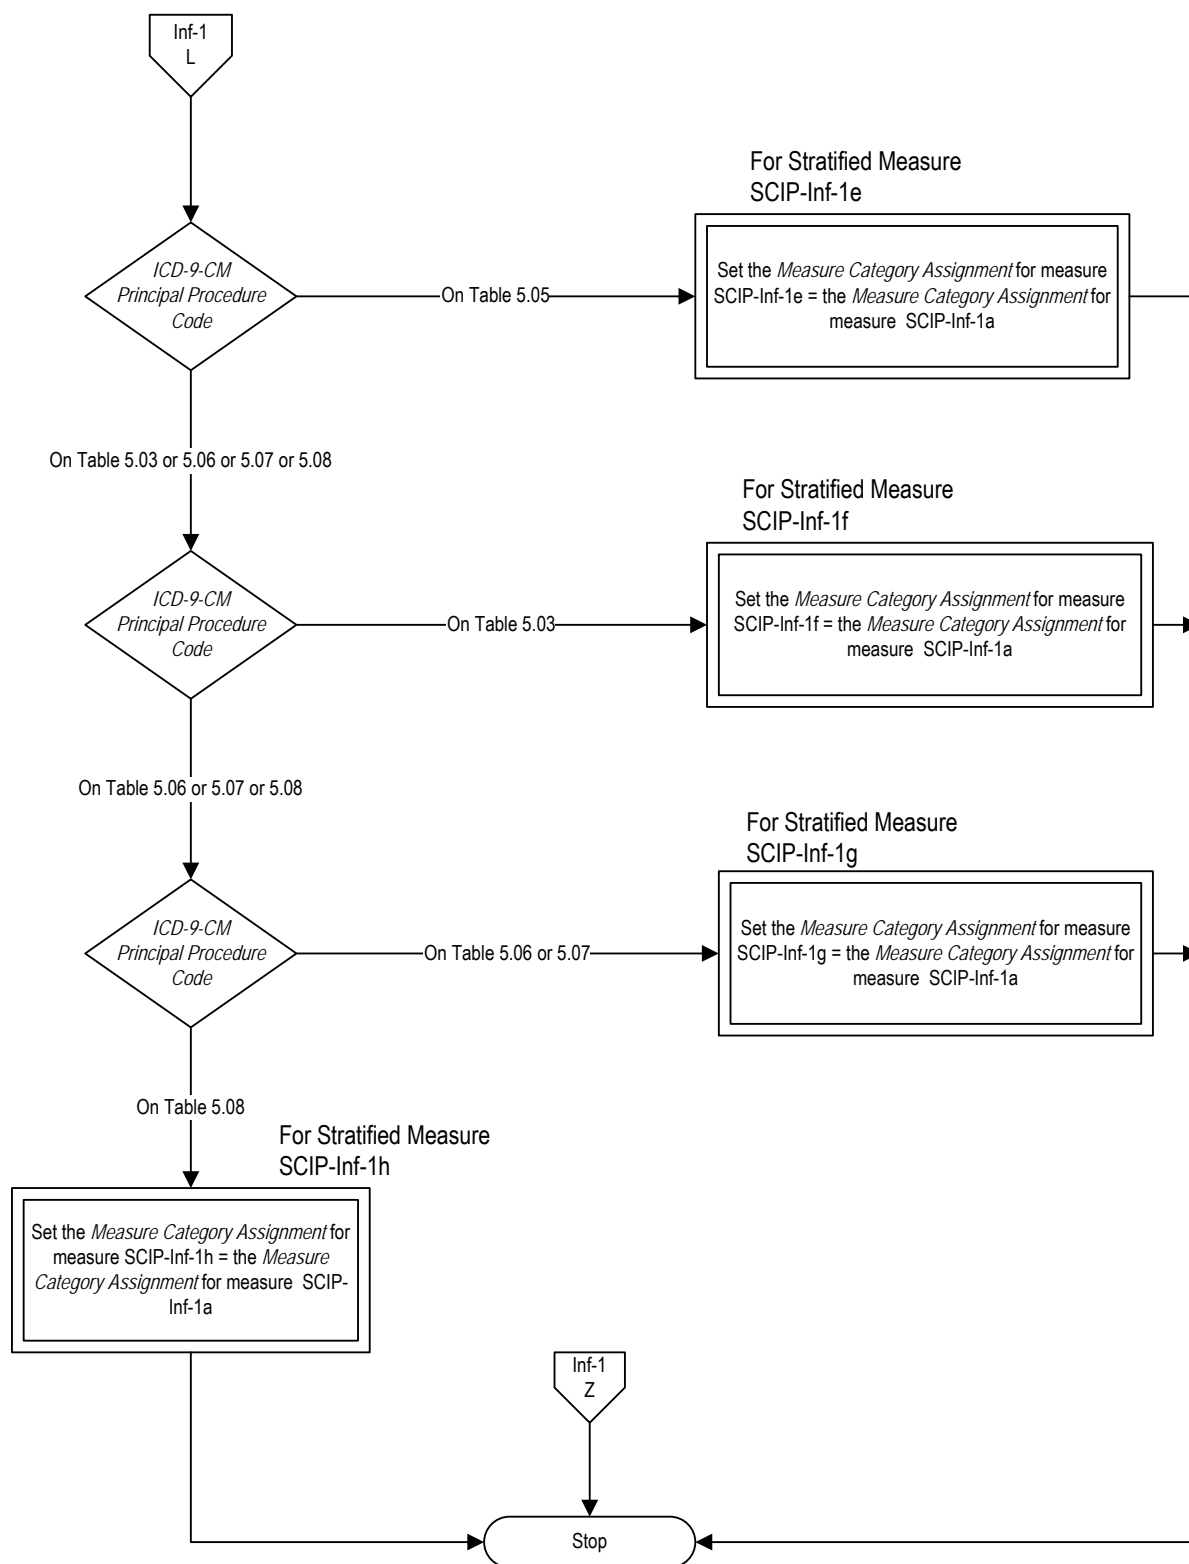 Inf-1
L
For Stratified Measure
SCIP-Inf-1e
ICD-9-CM
Principal Procedure
Code
On Table 5.05
Set the Measure Category Assignment for measure
SCIP-Inf-1e = the Measure Category Assignment for
measure SCIP-Inf-1a
On Table 5.03 or 5.06 or 5.07 or 5.08
For Stratified Measure
SCIP-Inf-1f
ICD-9-CM
Principal Procedure
Code
On Table 5.03
Set the Measure Category Assignment for measure
SCIP-Inf-1f = the Measure Category Assignment for
measure SCIP-Inf-1a
On Table 5.06 or 5.07 or 5.08
For Stratified Measure
SCIP-Inf-1g
ICD-9-CM
Principal Procedure
Code
On Table 5.06 or 5.07
Set the Measure Category Assignment for measure
SCIP-Inf-1g = the Measure Category Assignment for
measure SCIP-Inf-1a
On Table 5.08
For Stratified Measure
SCIP-Inf-1h
Set the Measure Category Assignment for
measure SCIP-Inf-1h = the Measure
Category Assignment for measure SCIP-
Inf-1a
Inf-1
Z
Stop